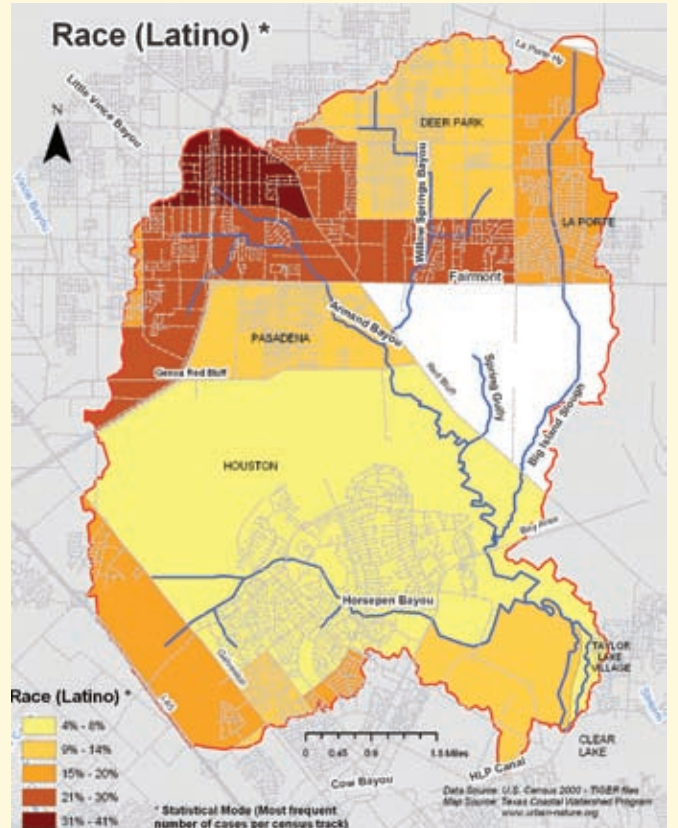 Race (Latino) *
La Porte Hy
Little Vince Bayou
N
DEER PARK
Vince Bayou
Willow Springs Bayou
LA PORTE
Fairmont
Armand Bayou
PASADENA
Genoa Red Bluff
Red Bluff
Spring Gully
Big Island Slough
HOUSTON
Bay Area
Horsepen Bayou
TAYLOR
LAKE
VILLAGE
Galveston
I-45
Race (Latino) *
4% - 8%
9% - 14%
15% - 20%
21% - 30%
31% - 41%
0 0.45 0.9 1.8 Miles
CLEAR
LAKE
HLP Canal
Cow Bayou
* Statistical Mode (Most frequent
number of cases per census track)
Data Source: U.S. Census 2000 - TIGER files
Map Source: Texas Coastal Watershed Program
www.urban-nature.org